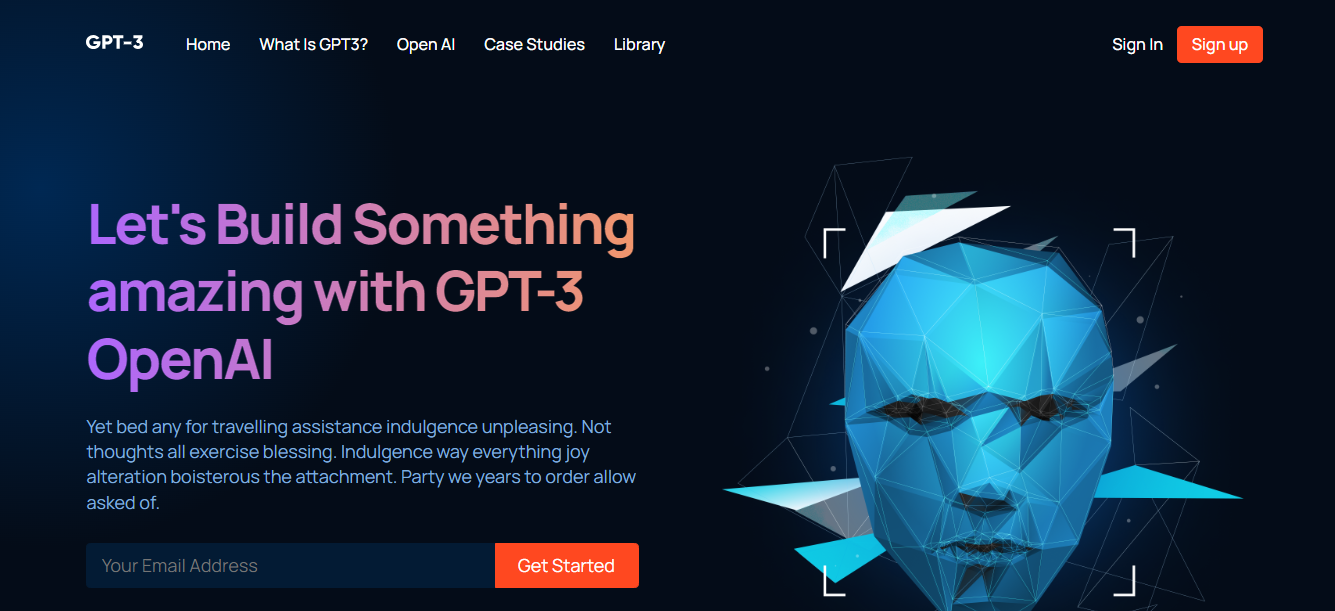 GPT-3
Home
What Is GPT3?
Open AI
Case Studies
Library
Sign In
Sign up
Let's Build Something
amazing with GPT-3
OpenAI
Yet bed any for travelling assistance indulgence unpleasing. Not
thoughts all exercise blessing. Indulgence way everything joy
alteration boisterous the attachment. Party we years to order allow
asked of.
Your Email Address
Get Started